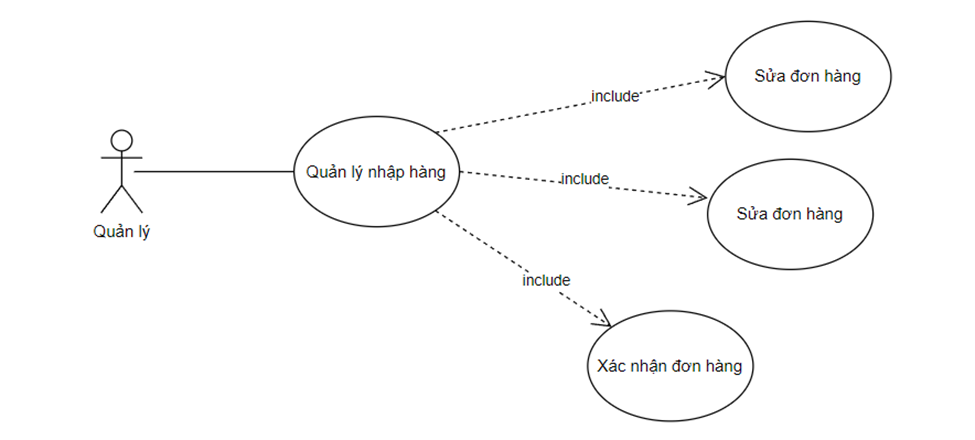 Sửa đơn hàng
include
Quản lý nhập hàng
include
Sửa đơn hàng
Quản lý
include
Xác nhận đơn hàng